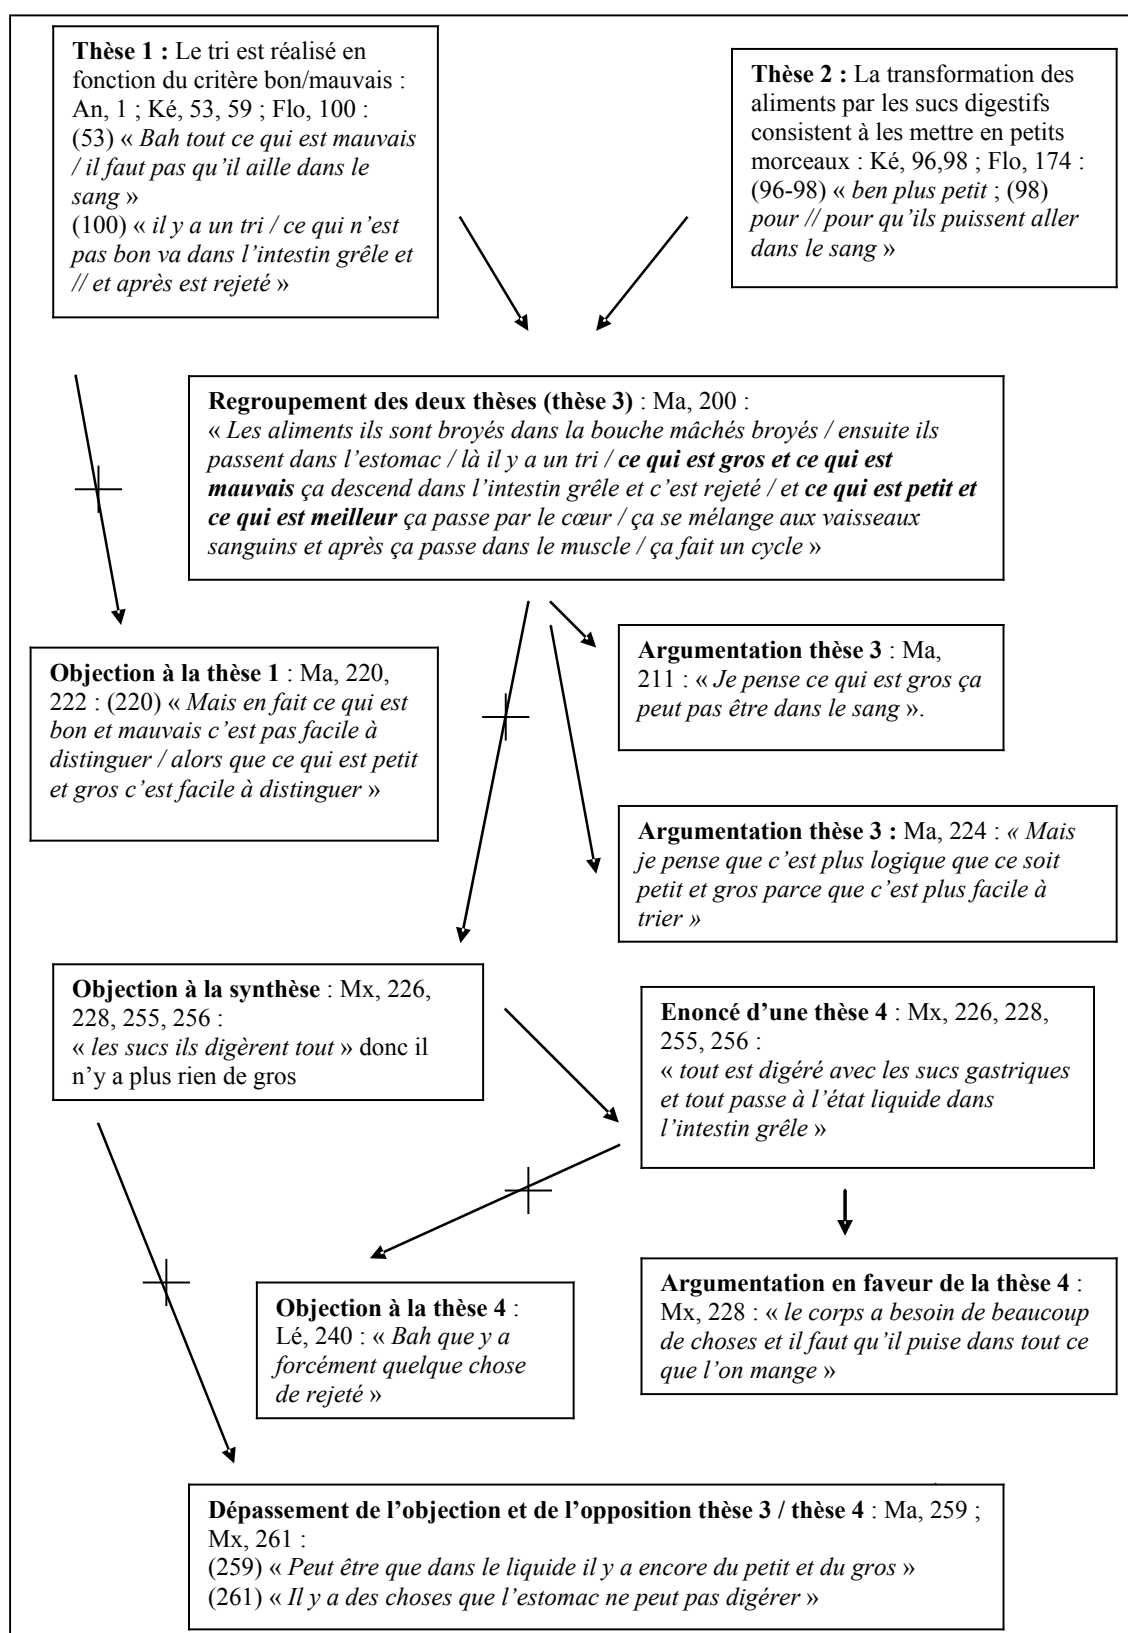 Thèse 1 : Le tri est réalisé en
fonction du critère bon/mauvais :
An, 1 ; Ké, 53, 59 ; Flo, 100 :
(53) « Bah tout ce qui est mauvais
/ il faut pas qu’il aille dans le
sang »
(100) « il y a un tri / ce qui n’est
pas bon va dans l’intestin grêle et
// et après est rejeté »
Thèse 2 : La transformation des
aliments par les sucs digestifs
consistent à les mettre en petits
morceaux : Ké, 96,98 ; Flo, 174 :
(96-98) « ben plus petit ; (98)
pour // pour qu’ils puissent aller
dans le sang »
Regroupement des deux thèses (thèse 3) : Ma, 200 :
« Les aliments ils sont broyés dans la bouche mâchés broyés / ensuite ils
passent dans l’estomac / là il y a un tri / ce qui est gros et ce qui est
mauvais ça descend dans l’intestin grêle et c’est rejeté / et ce qui est petit et
ce qui est meilleur ça passe par le cœur / ça se mélange aux vaisseaux
sanguins et après ça passe dans le muscle / ça fait un cycle »
Objection à la thèse 1 : Ma, 220,
222 : (220) « Mais en fait ce qui est
bon et mauvais c’est pas facile à
distinguer / alors que ce qui est petit
et gros c’est facile à distinguer »
Argumentation thèse 3 : Ma,
211 : « Je pense ce qui est gros ça
peut pas être dans le sang ».
Argumentation thèse 3 : Ma, 224 : « Mais
je pense que c’est plus logique que ce soit
petit et gros parce que c’est plus facile à
trier »
Objection à la synthèse : Mx, 226,
228, 255, 256 :
« les sucs ils digèrent tout » donc il
n’y a plus rien de gros
Enoncé d’une thèse 4 : Mx, 226, 228,
255, 256 :
« tout est digéré avec les sucs gastriques
et tout passe à l’état liquide dans
l’intestin grêle »
Objection à la thèse 4 :
Lé, 240 : « Bah que y a
forcément quelque chose
de rejeté »
Argumentation en faveur de la thèse 4 :
Mx, 228 : « le corps a besoin de beaucoup
de choses et il faut qu’il puise dans tout ce
que l’on mange »
Dépassement de l’objection et de l’opposition thèse 3 / thèse 4 : Ma, 259 ;
Mx, 261 :
(259) « Peut être que dans le liquide il y a encore du petit et du gros »
(261) « Il y a des choses que l’estomac ne peut pas digérer »